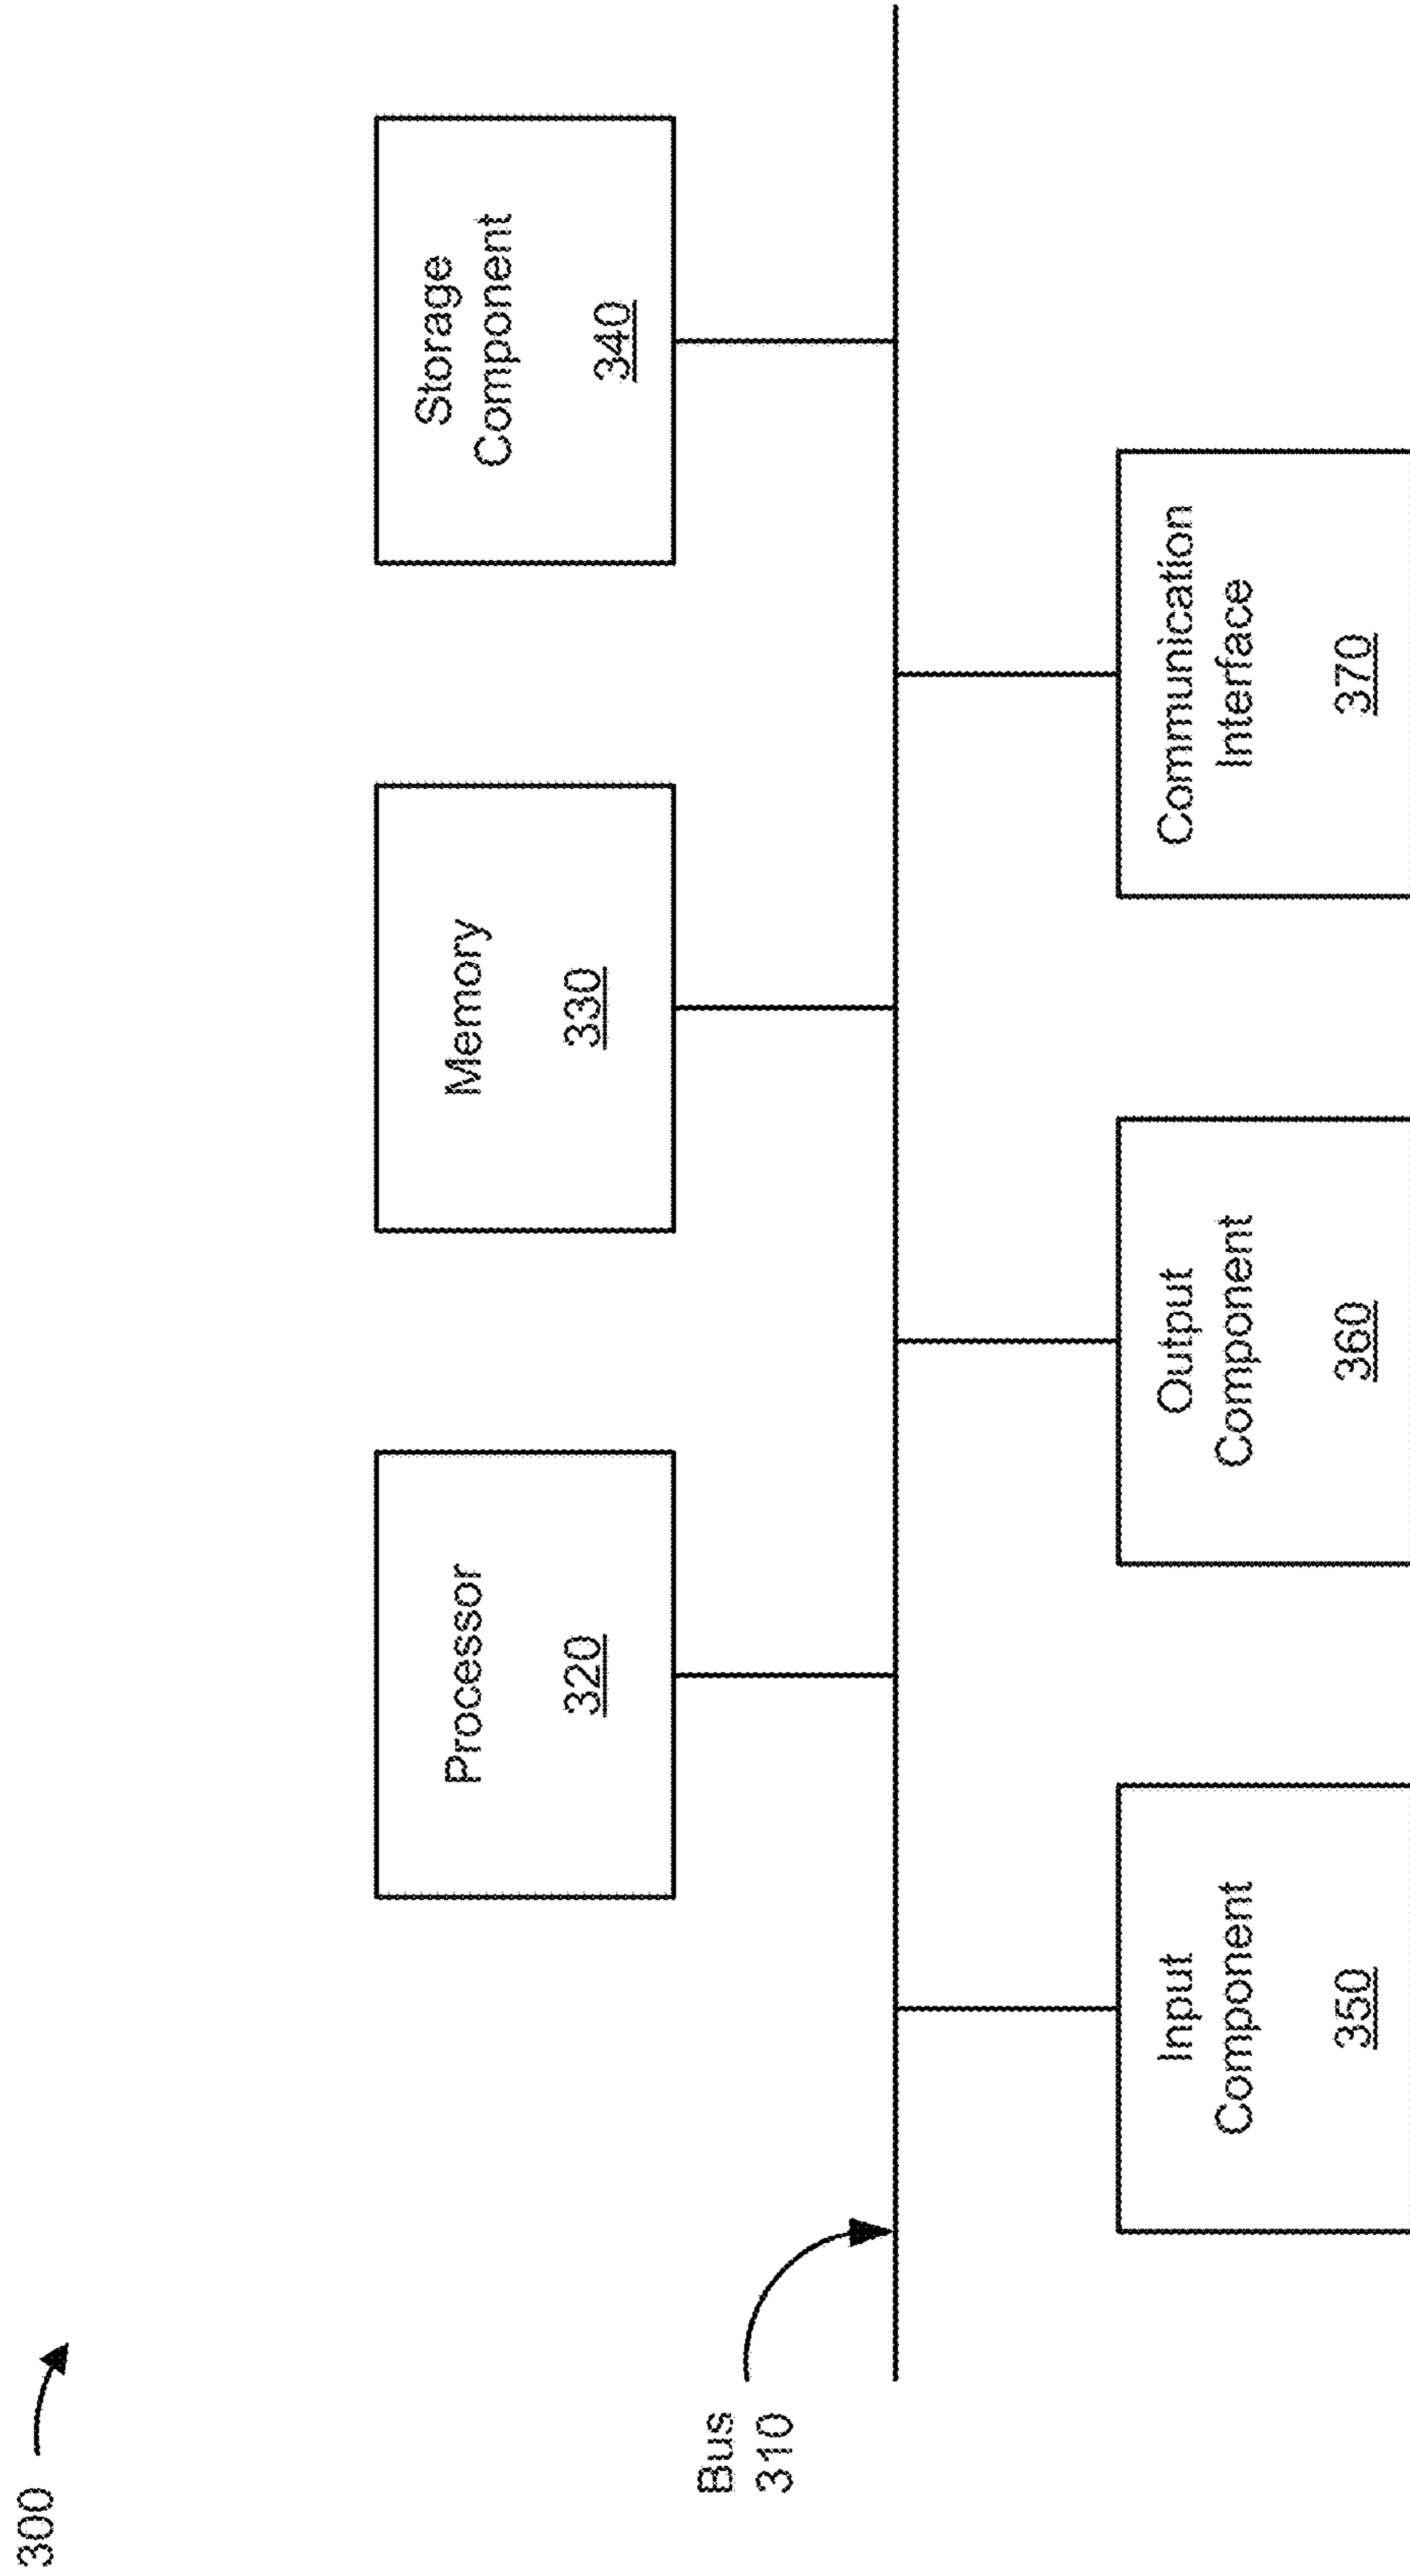 300
Processor
320
Memory
330
Storage
Component
340
Bus
310
Input
Component
350
Output
Component
360
Communication
Interface
370